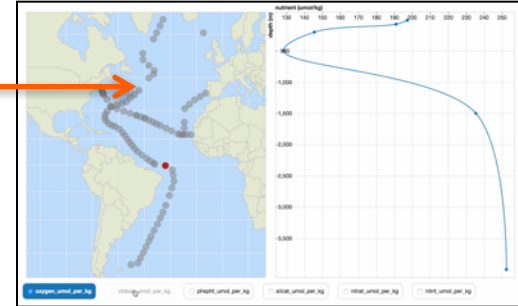 nutrient (umol/kg)
130 140 150 160 170 180 190 200 210 220 230 240 250
depth (m)
-500
-1,000
-1,500
-2,000
-2,500
-3,000
-3,500
oxygen_umol_per_kg
phspht_umol_per_kg
silcat_umol_per_kg
nitrat_umol_per_kg
nitrit_umol_per_kg